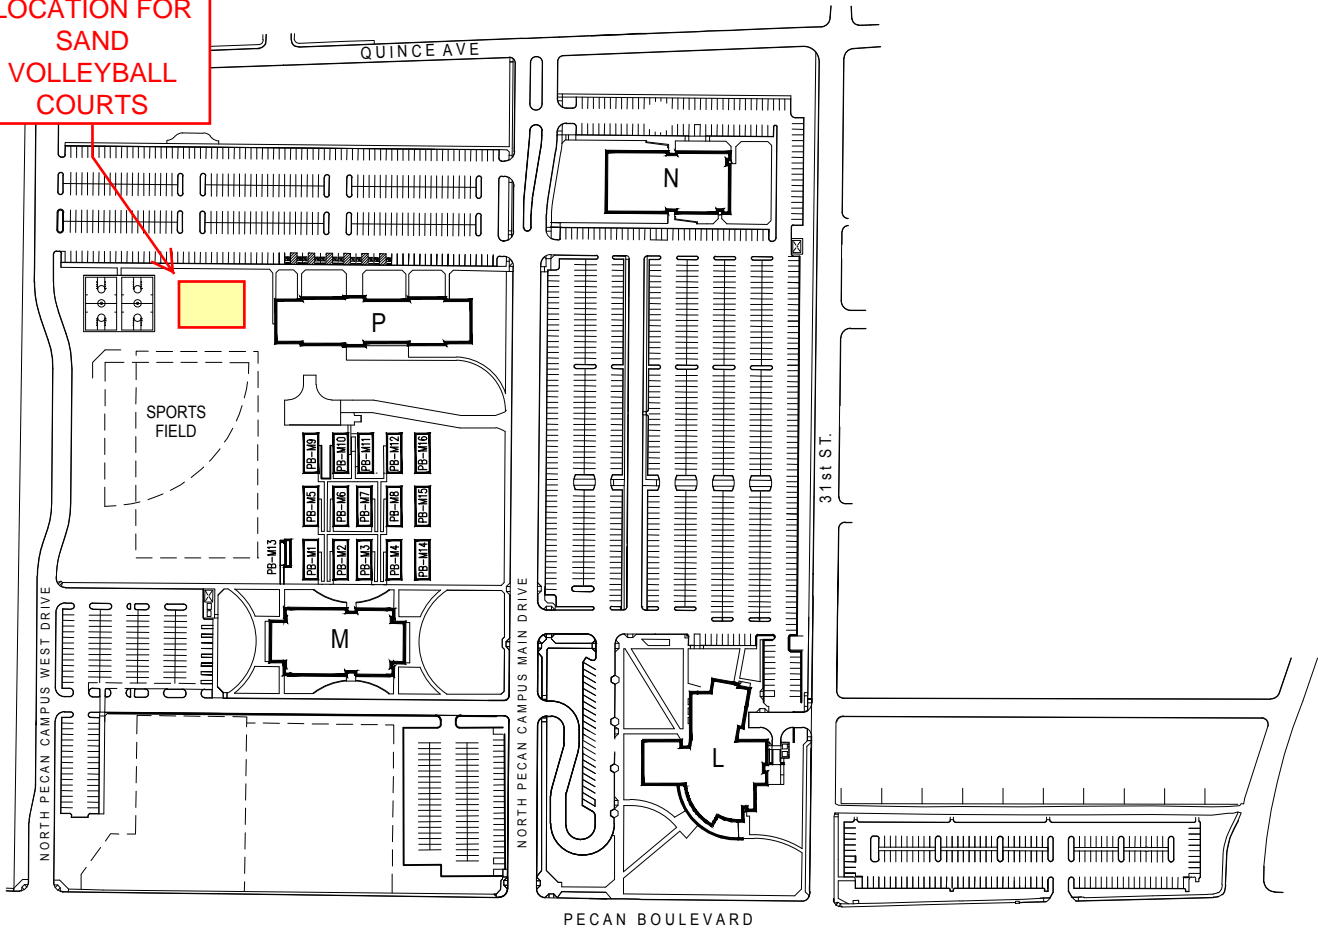 LOCATION FOR
SAND
VOLLEYBALL
COURTS
QUINCE AVE
N
P
SPORTS
FIELD
PB-M9
PB-M10
PB-M11
PB-M12
PB-M16
PB-M5
PB-M6
PB-M7
PB-M8
PB-M15
PB-M13
PB-M1
PB-M2
PB-M3
PB-M4
PB-M14
31st ST.
M
L
NORTH PECAN CAMPUS WEST DRIVE
NORTH PECAN CAMPUS MAIN DRIVE
PECAN BOULEVARD